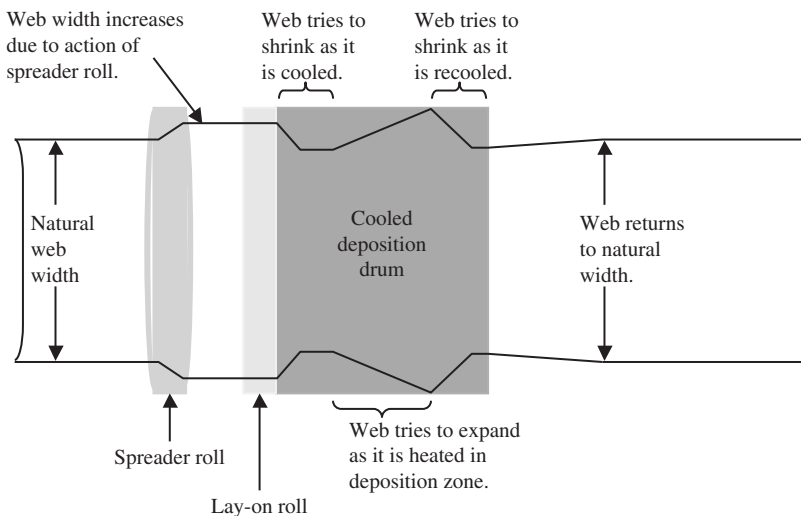 Web width increases
due to action of
spreader roll.
Web tries to
shrink as it
is cooled.
Web tries to
shrink as it
is recooled.
Natural
web
width
Cooled
deposition
drum
Web returns
to natural
width.
Web tries to expand
as it is heated in
deposition zone.
Spreader roll
Lay-on roll